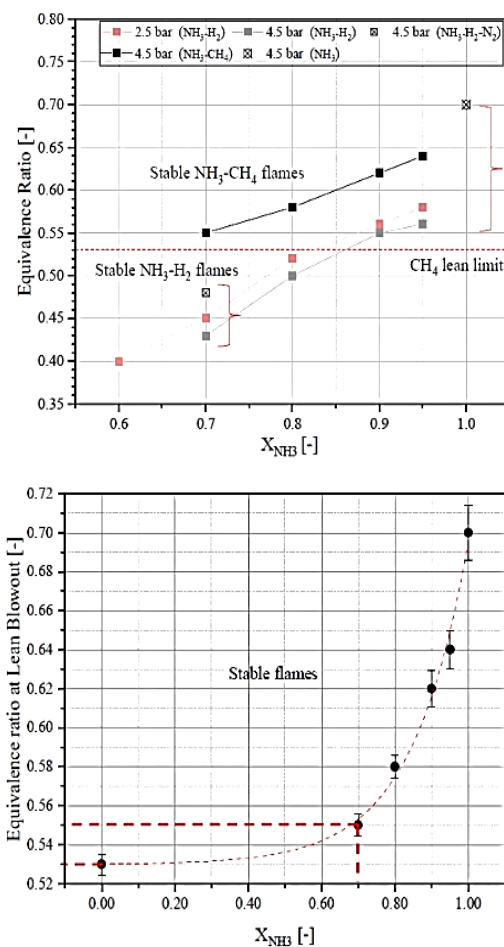 2.5 bar (NH3-H2) 4.5 bar (NH3-H2) 4.5 bar (NH3-H2-N2)
4.5 bar (NH3-CH4) 4.5 bar (NH3)
Equivalence Ratio [-]
0.70
0.65
0.60
0.55
0.50
0.45
0.40
0.35
Stable NH3-CH4 flames
Stable NH3-H2 flames
CH4 lean limit
0.6 0.7 0.8 0.9 1.0
XNH3 [-]
Equivalence ratio at Lean Blowout [-]
0.72
0.70
0.68
0.66
0.64
0.62
0.60
0.58
0.56
0.54
0.52
Stable flames
0.00 0.20 0.40 0.60 0.80 1.00
XNH3 [-]